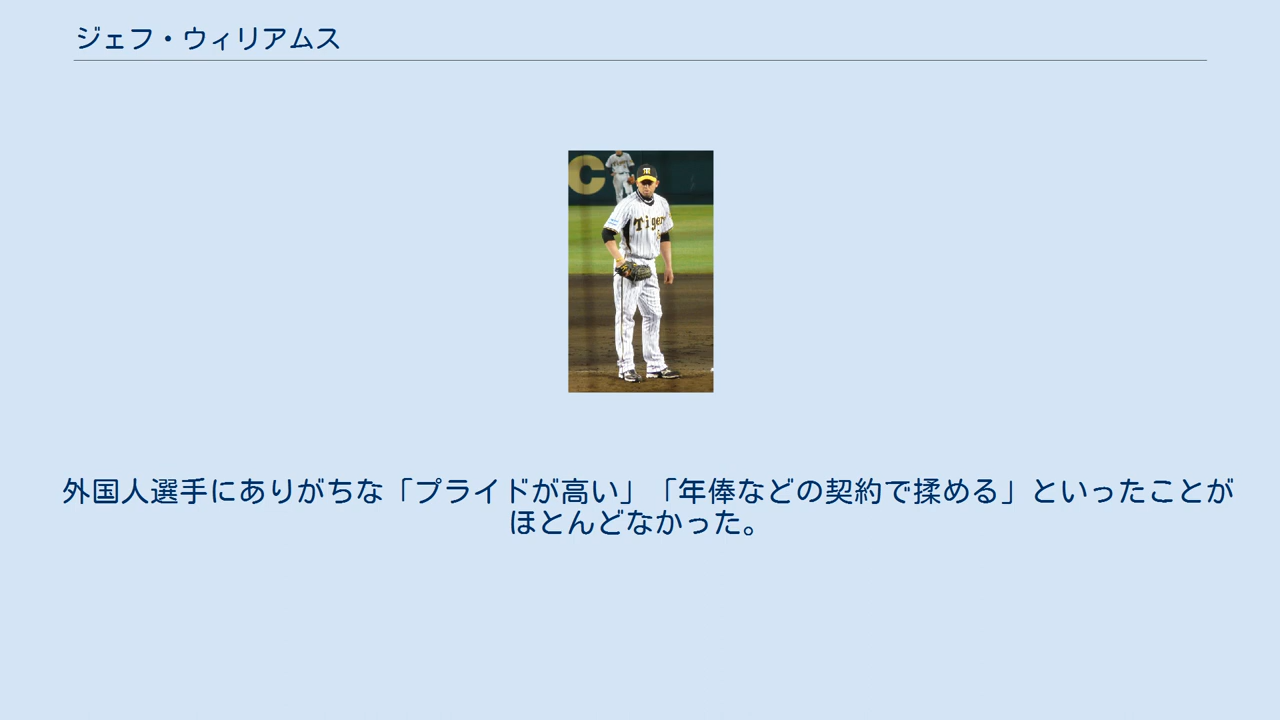 ジェフ・ウィリアムス
C
Tiger
外国人選手にありがちな「プライドが高い」「年俸などの契約で揉める」といったことが
ほとんどなかった。